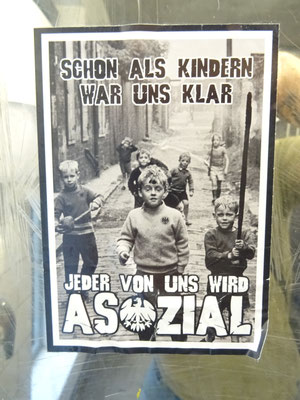 SCHON ALS KINDERN
WAR UNS KLAR
JEDER VON UNS WIRD
ASOZIAL